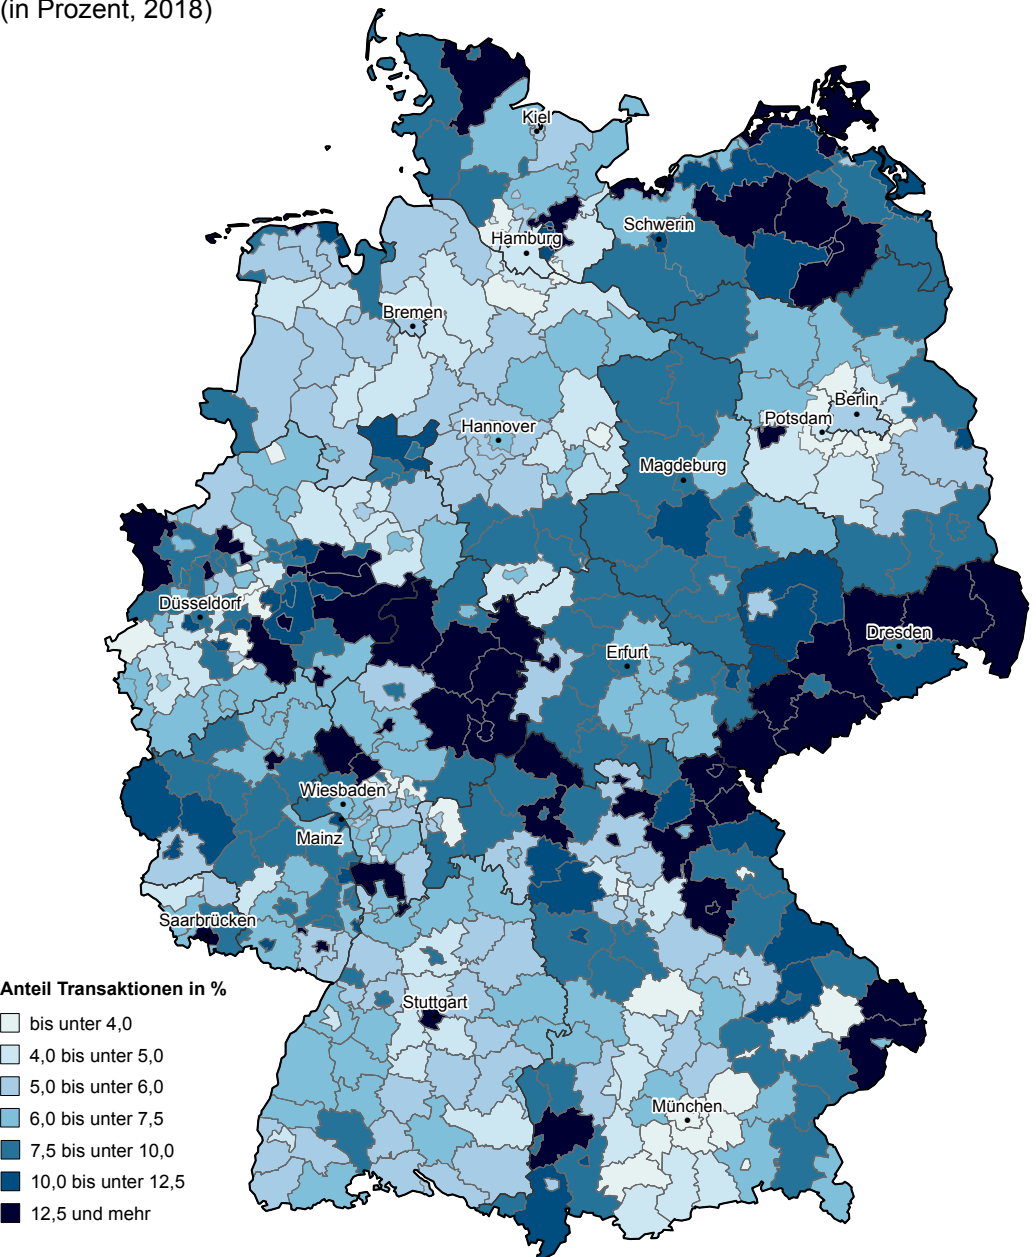 (in Prozent, 2018)
Kiel
Schwerin
Hamburg
Bremen
Berlin
Potsdam
Hannover
Magdeburg
Düsseldorf
Dresden
Erfurt
Wiesbaden
Mainz
Saarbrücken
Stuttgart
München
Anteil Transaktionen in %
bis unter 4,0
4,0 bis unter 5,0
5,0 bis unter 6,0
6,0 bis unter 7,5
7,5 bis unter 10,0
10,0 bis unter 12,5
12,5 und mehr